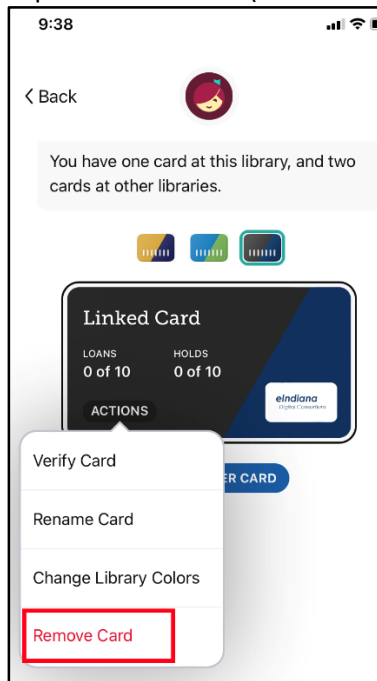 9:38
Back
You have one card at this library, and two
cards at other libraries.
Linked Card
LOANS HOLDS
0 of 10 0 of 10
eIndiana
Digital Consortium
ACTIONS
Verify Card
ER CARD
Rename Card
Change Library Colors
Remove Card